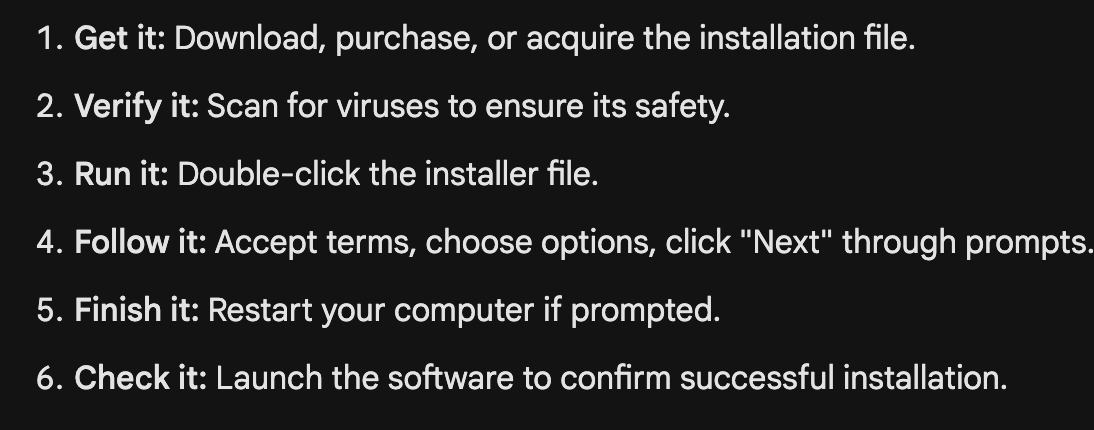 1. Get it: Download, purchase, or acquire the installation file.
2. Verify it: Scan for viruses to ensure its safety.
3. Run it: Double-click the installer file.
4. Follow it: Accept terms, choose options, click "Next" through prompts.
5. Finish it: Restart your computer if prompted.
6. Check it: Launch the software to confirm successful installation.